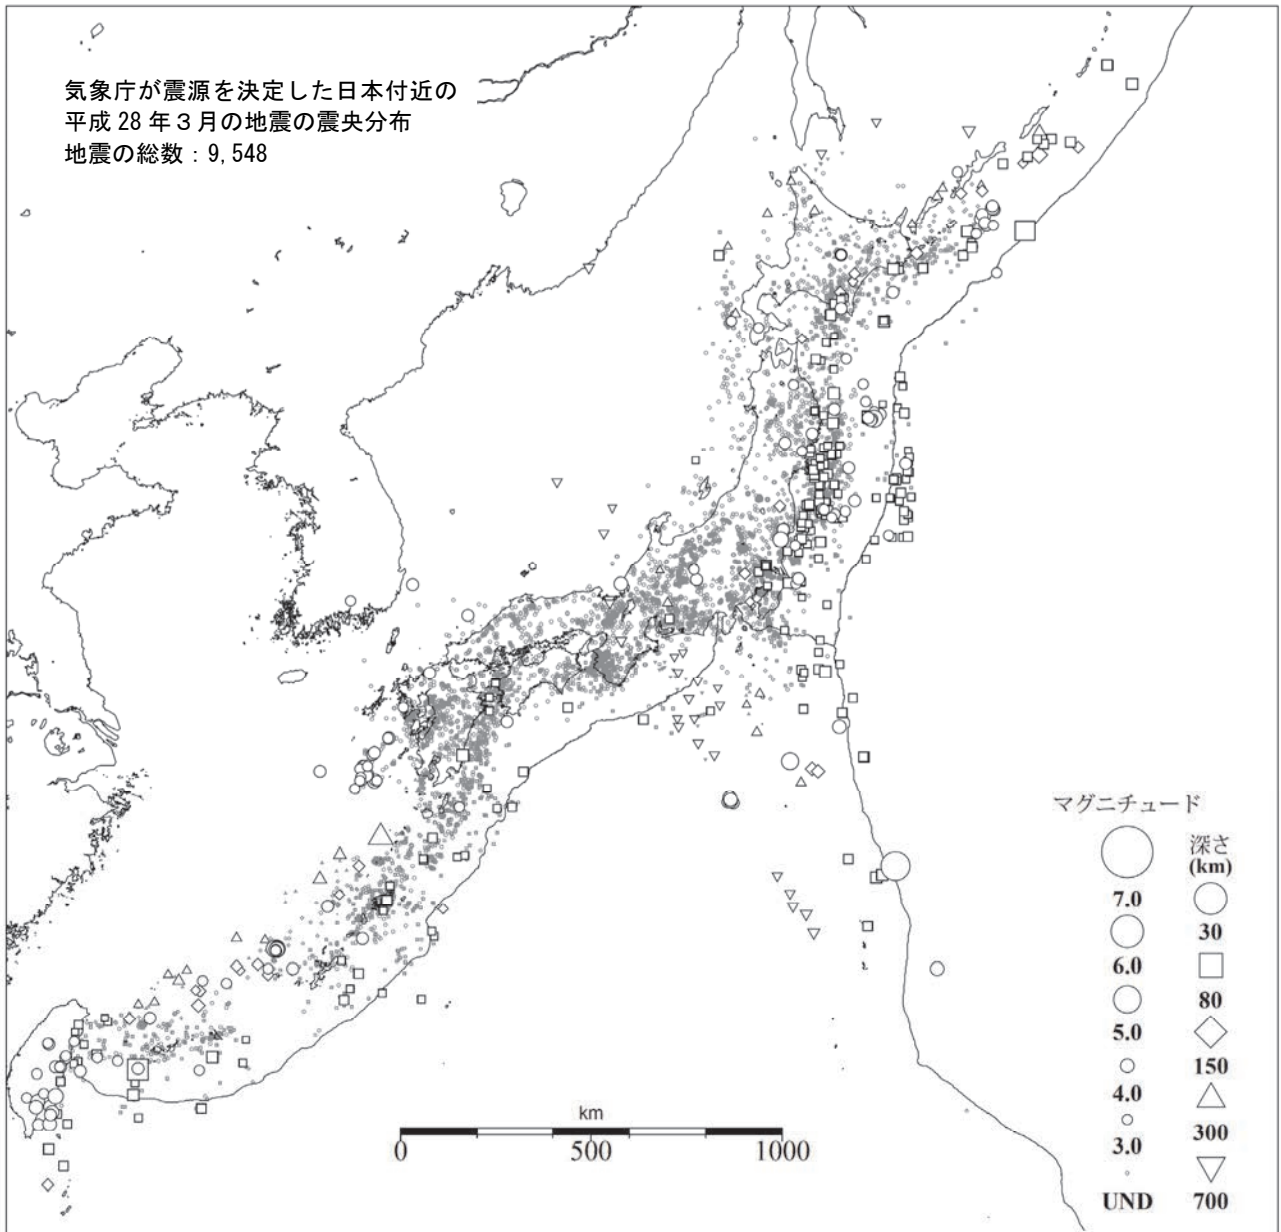 気象庁が震源を決定した日本付近の
平成 28 年 3 月の地震の震央分布
地震の総数 : 9,548
マグニチュード
深さ
(km)
7.0
30
6.0
80
5.0
150
4.0
300
3.0
UND 700
km
0 500 1000